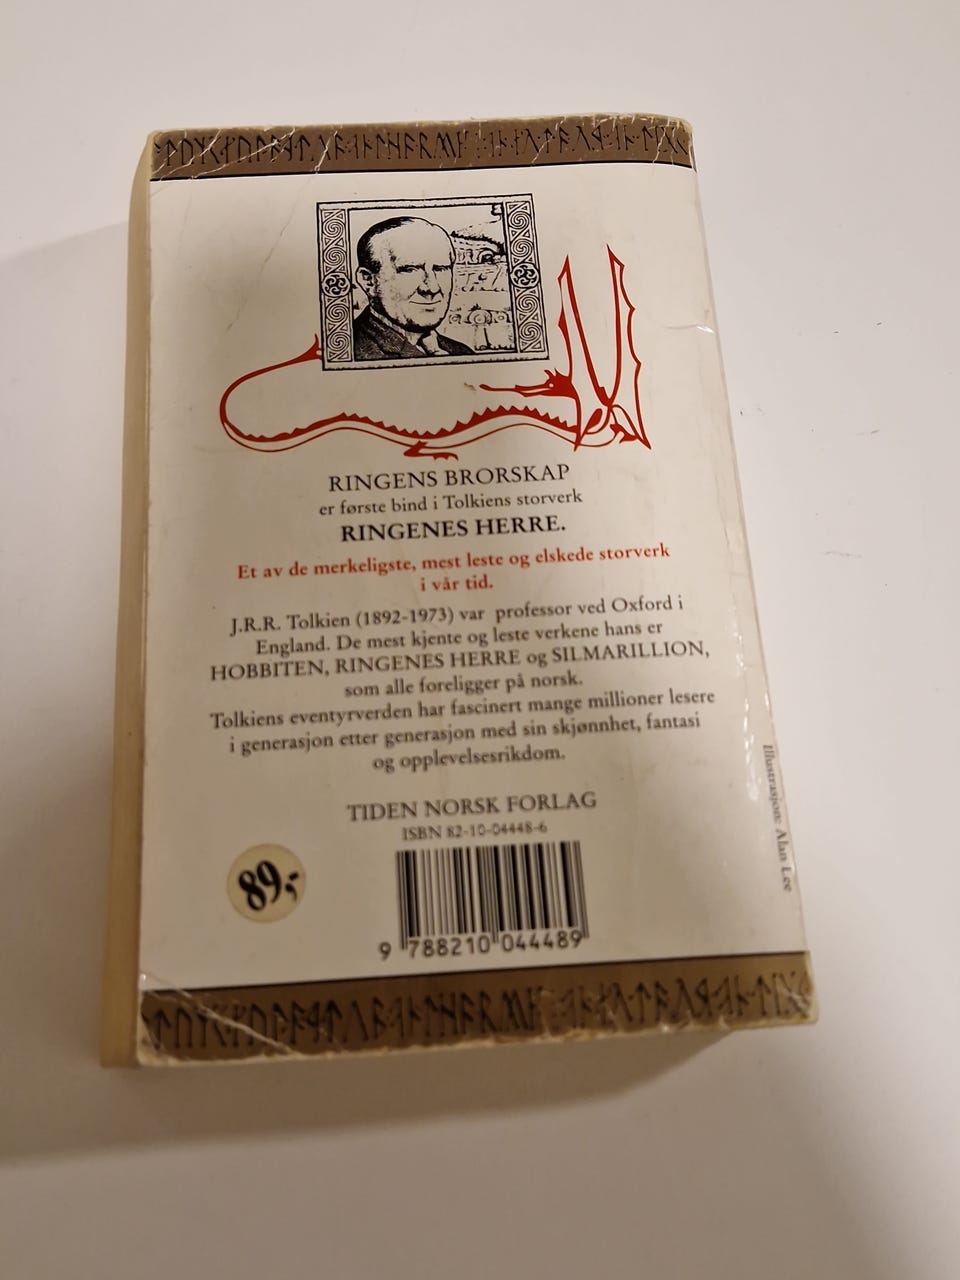 RINGENS BRORSKAP
er første bind i Tolkiens storverk
RINGENES HERRE.
Et av de merkeligste, mest leste og elskede storverk
i vår tid.
J.R.R. Tolkien (1892-1973) var professor ved Oxford i
England. De mest kjente og leste verkene hans er
HOBBITEN, RINGENES HERRE og SILMARILLION,
som alle foreligger på norsk.
Tolkiens eventyrverden har fascinert mange millioner lesere
i generasjon etter generasjon med sin skjønnhet, fantasi
og opplevelsesrikdom.
TIDEN NORSK FORLAG
ISBN 82-10-04448-6
89,-
9 788210 044489
Illustrasjon: Alan Lee